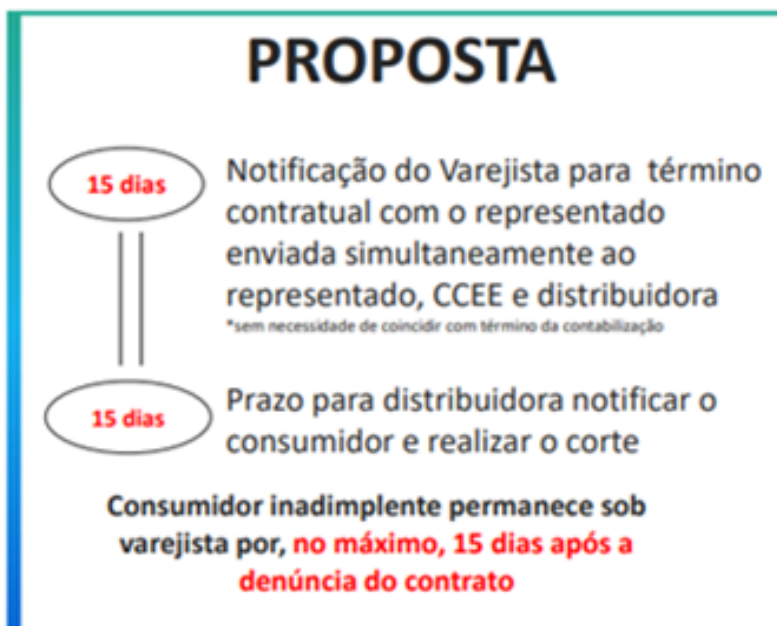 PROPOSTA
15 dias
Notificação do Varejista para término
contratual com o representado
enviada simultaneamente ao
representado, CCEE e distribuidora
*sem necessidade de coincidir com término da contabilização
15 dias
Prazo para distribuidora notificar o
consumidor e realizar o corte
Consumidor inadimplente permanece sob
varejista por, no máximo, 15 dias após a
denúncia do contrato